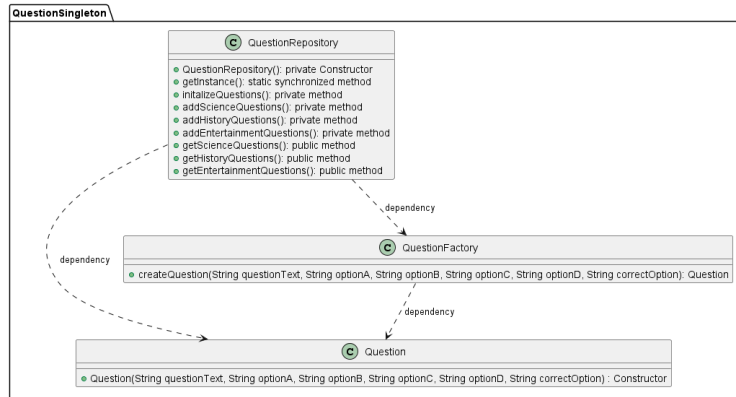 QuestionSingleton
C QuestionRepository
QuestionRepository(): private Constructor
getInstance(): static synchronized method
initalizeQuestions(): private method
addScienceQuestions(): private method
addHistoryQuestions(): private method
addEntertainmentQuestions(): private method
getScienceQuestions(): public method
getHistoryQuestions(): public method
getEntertainmentQuestions(): public method
dependency
C QuestionFactory
dependency
createQuestion(String questionText, String optionA, String optionB, String optionC, String optionD, String correctOption): Question
dependency
C Question
Question(String questionText, String optionA, String optionB, String optionC, String optionD, String correctOption) : Constructor